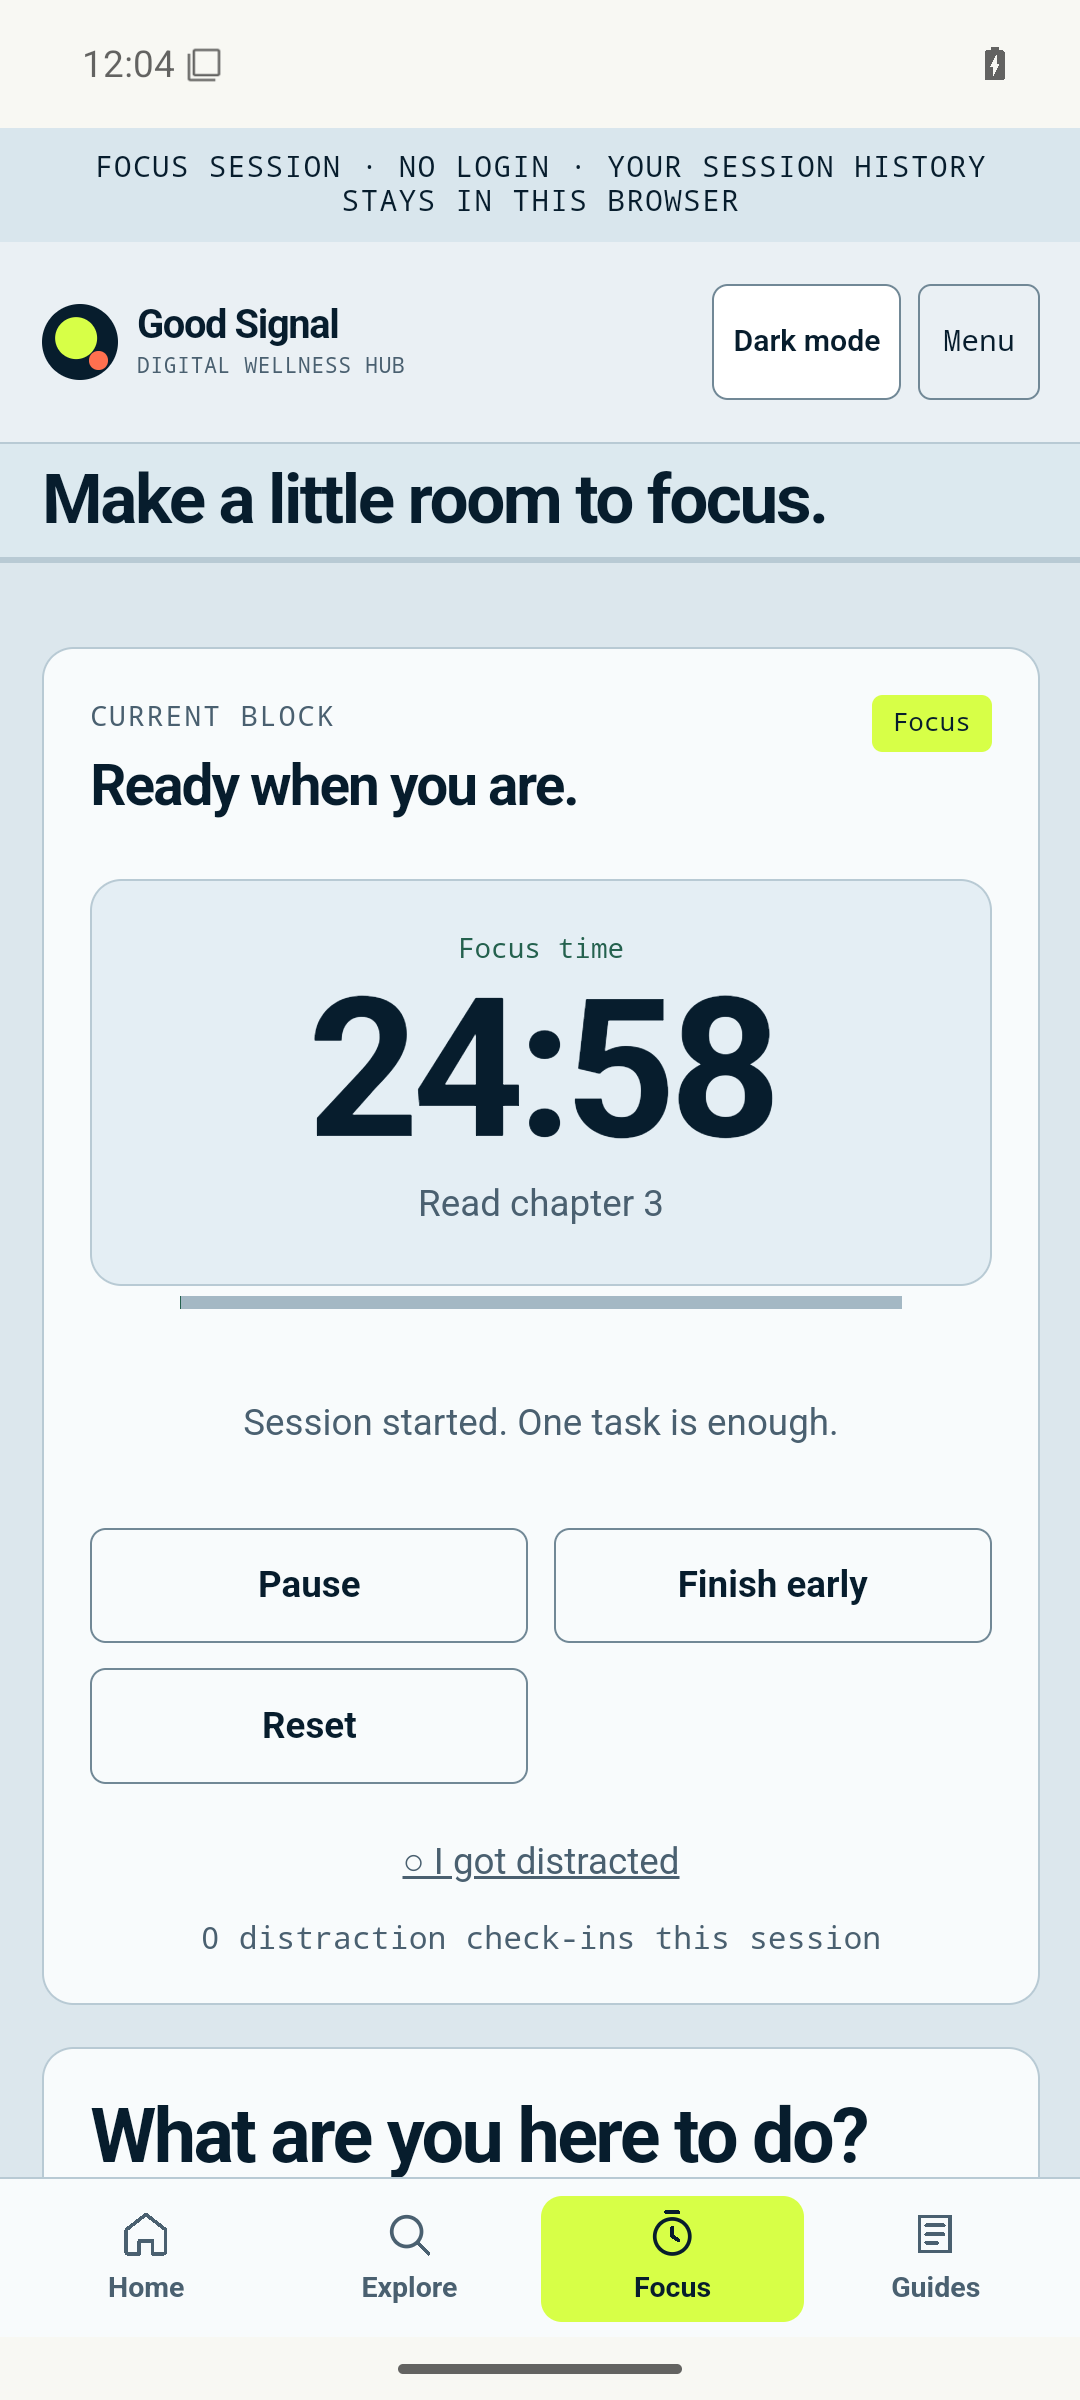 12:04
FOCUS SESSION · NO LOGIN · YOUR SESSION HISTORY
STAYS IN THIS BROWSER
Good Signal
DIGITAL WELLNESS HUB
Dark mode
Menu
Make a little room to focus.
CURRENT BLOCK
Focus
Ready when you are.
Focus time
24:58
Read chapter 3
Session started. One task is enough.
Pause
Finish early
Reset
○ I got distracted
0 distraction check-ins this session
What are you here to do?
Home
Explore
Focus
Guides